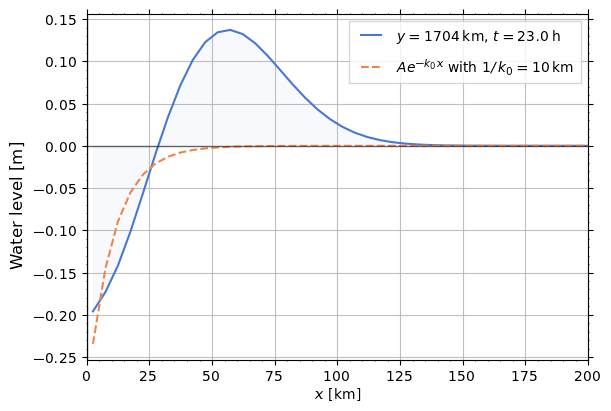 0.15
0.10
0.05
0.00
−0.05
−0.10
−0.15
−0.20
−0.25
Water level [m]
y = 1704 km, t = 23.0 h
Ae^{−k₀x} with 1/k₀ = 10 km
0 25 50 75 100 125 150 175 200
x [km]